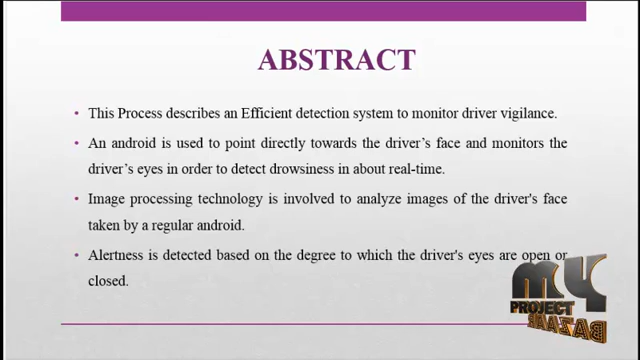 ABSTRACT
• This Process describes an Efficient detection system to monitor driver vigilance.
• An android is used to point directly towards the driver's face and monitors the
driver's eyes in order to detect drowsiness in about real-time.
• Image processing technology is involved to analyze images of the driver's face
taken by a regular android.
• Alertness is detected based on the degree to which the driver's eyes are open or
closed.
my
PROJECT
BAZAAR